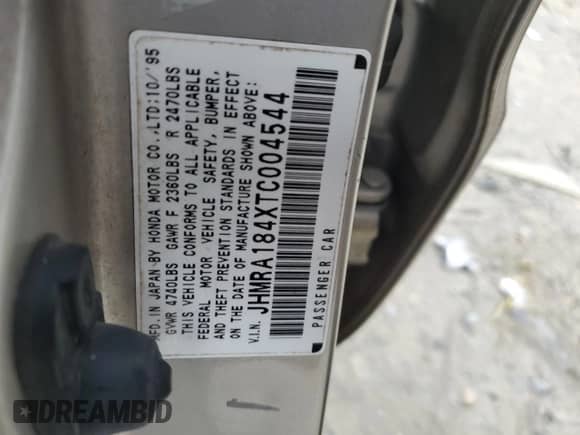 MFD.IN JAPAN BY HONDA MOTOR CO.,LTD;10/'95
GVWR 4740LBS GAWR F 2360LBS R 2470LBS
THIS VEHICLE CONFORMS TO ALL APPLICABLE
FEDERAL MOTOR VEHICLE SAFETY, BUMPER,
AND THEFT PREVENTION STANDARDS IN EFFECT
ON THE DATE OF MANUFACTURE SHOWN ABOVE:
V.I.N. JHMRA184XTC004544
PASSENGER CAR
DREAMBID